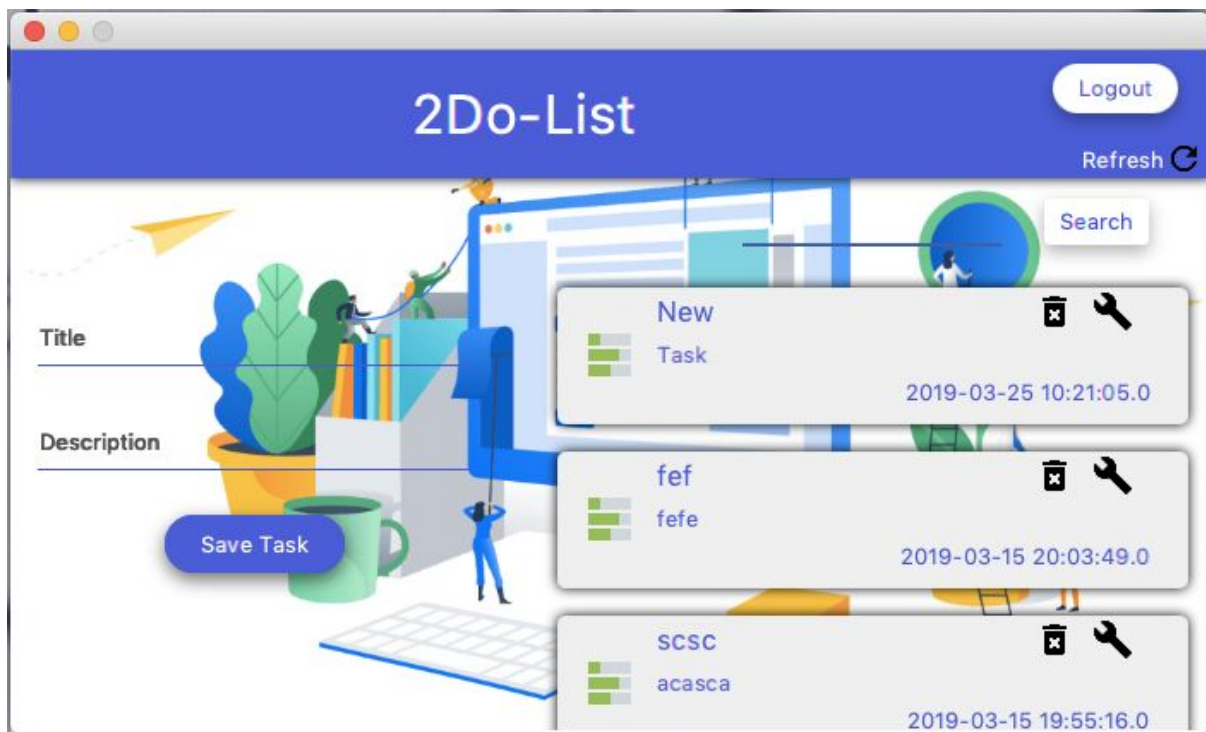 2Do-List
Logout
Refresh
Search
Title
Description
Save Task
New
Task
2019-03-25 10:21:05.0
fef
fefe
2019-03-15 20:03:49.0
scsc
acasca
2019-03-15 19:55:16.0